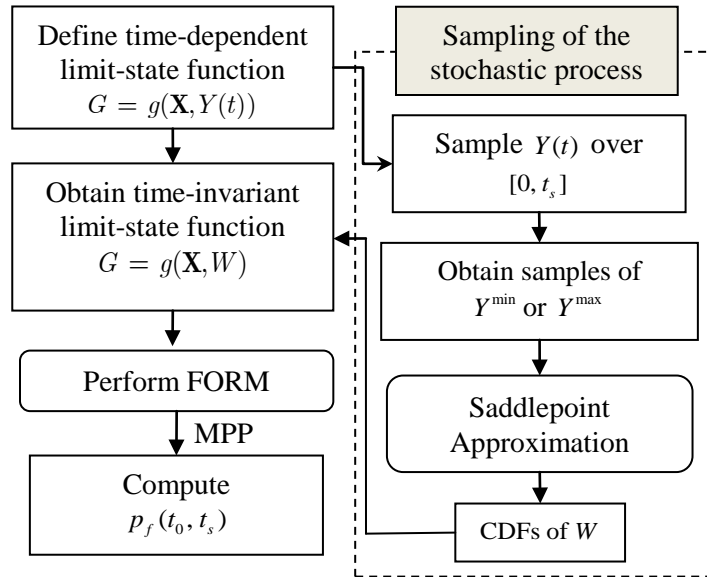 Define time-dependent
limit-state function
G = g(X, Y(t))
Obtain time-invariant
limit-state function
G = g(X, W)
Perform FORM
MPP
Compute
p_f (t_0, t_s)
Sampling of the
stochastic process
Sample Y(t) over
[0, t_s]
Obtain samples of
Y^min or Y^max
Saddlepoint
Approximation
CDFs of W